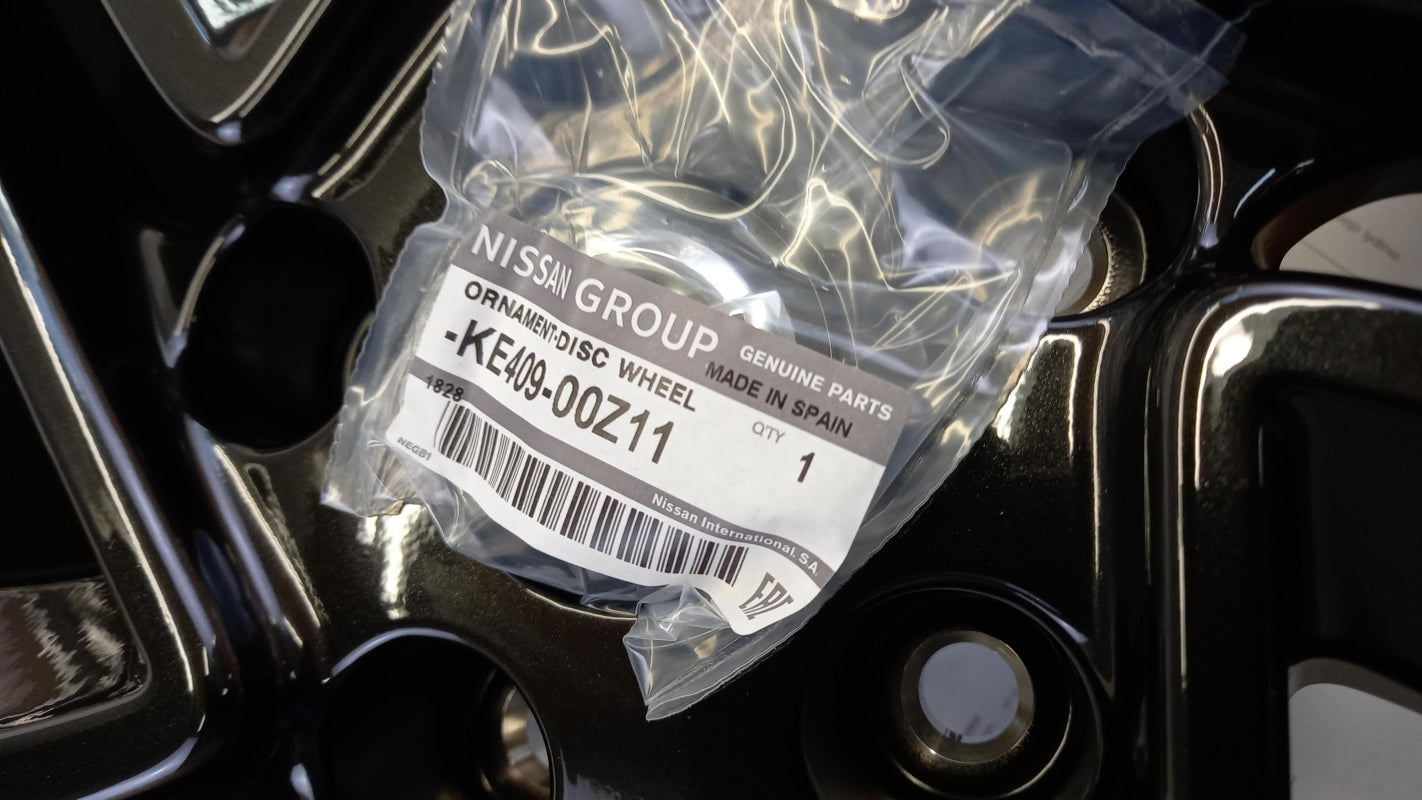 NISSAN GROUP
GENUINE PARTS
ORNAMENT-DISC WHEEL
MADE IN SPAIN
-KE409-00Z11
QTY 1
1828
NEGB1
Nissan International. S.A.
EAC